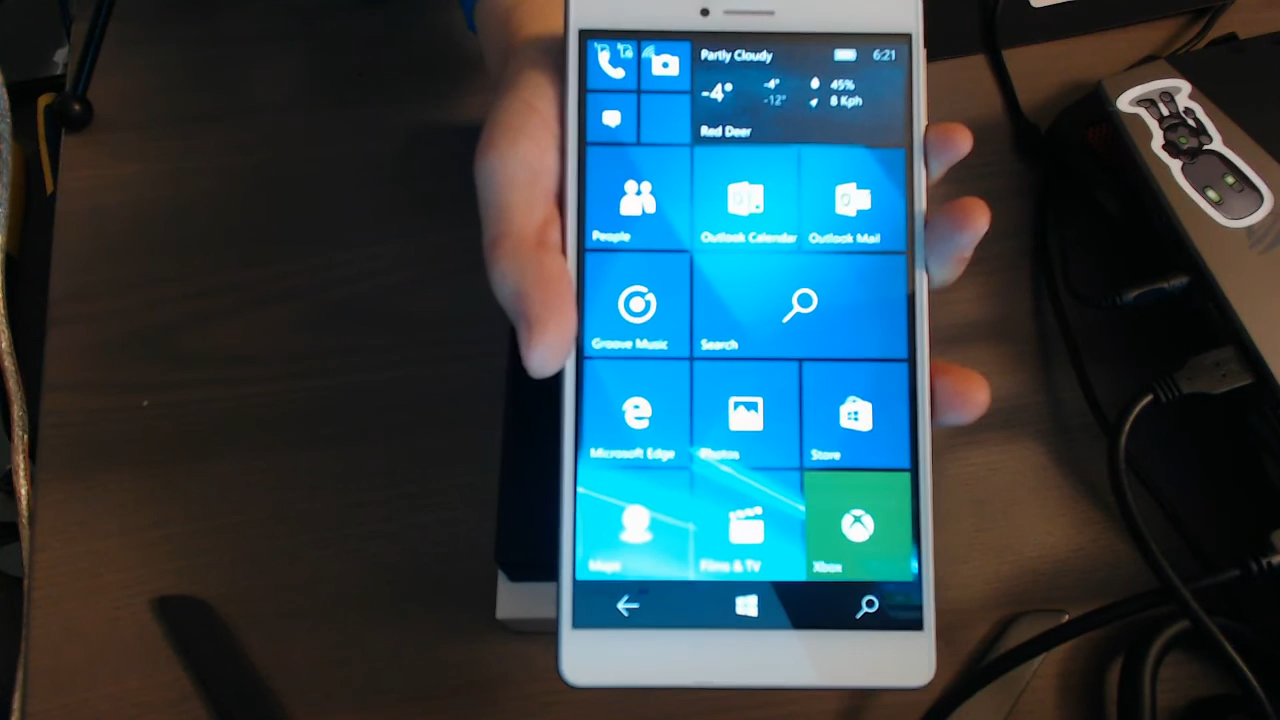 Partly Cloudy 6:21
-4° -4° 45%
-12° 8 Kph
Red Deer
People Outlook Calendar Outlook Mail
Groove Music Search
Microsoft Edge Photos Store
Maps Films & TV Xbox